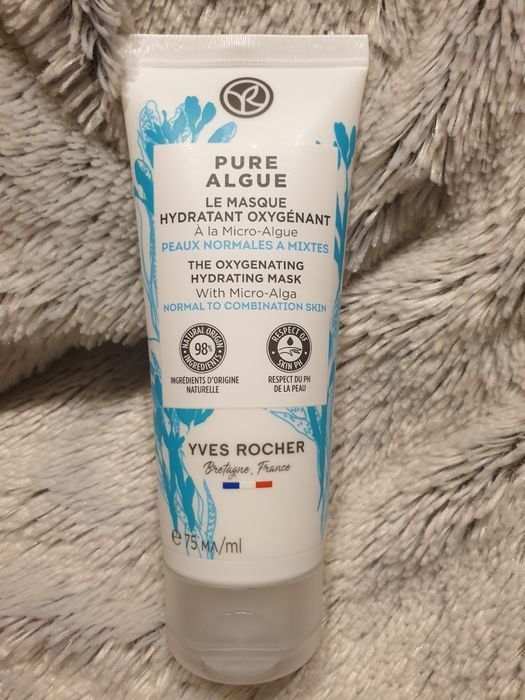 YR
PURE
ALGUE
LE MASQUE
HYDRATANT OXYGÉNANT
À la Micro-Algue
PEAUX NORMALES A MIXTES
THE OXYGENATING
HYDRATING MASK
With Micro-Alga
NORMAL TO COMBINATION SKIN
NATURAL ORIGIN
98%
INGREDIENTS
INGRÉDIENTS D'ORIGINE
NATURELLE
RESPECT OF
SKIN PH
RESPECT DU PH
DE LA PEAU
YVES ROCHER
Bretagne, France
e 75 МЛ/ml